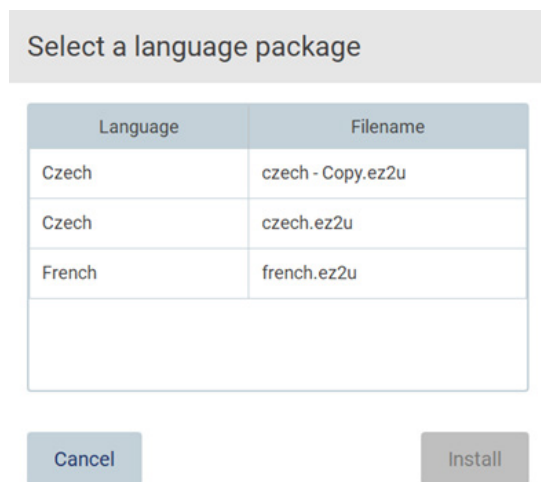 Select a language package
Language Filename
Czech czech - Copy.ez2u
Czech czech.ez2u
French french.ez2u
Cancel Install